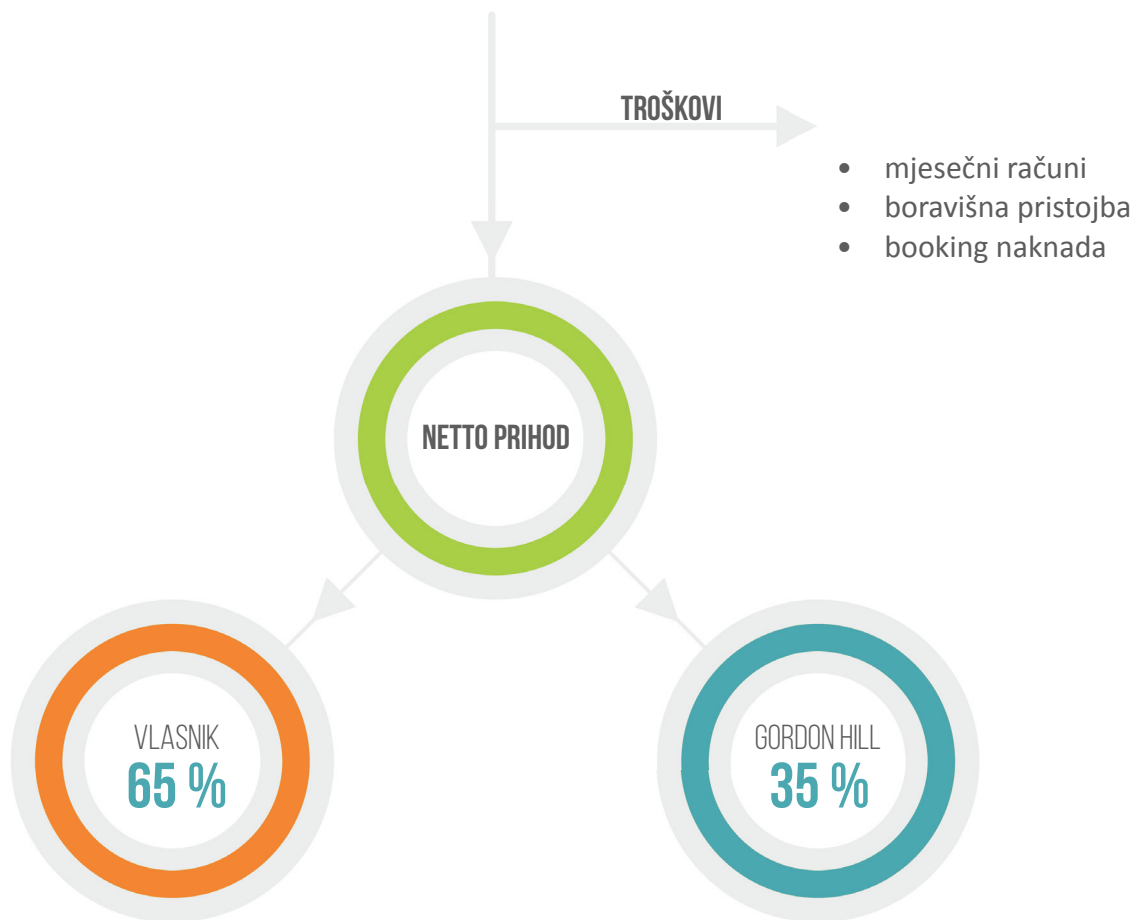 TROŠKOVI
• mjesečni računi
• boravišna pristojba
• booking naknada
NETTO PRIHOD
VLASNIK
65 %
GORDON HILL
35 %